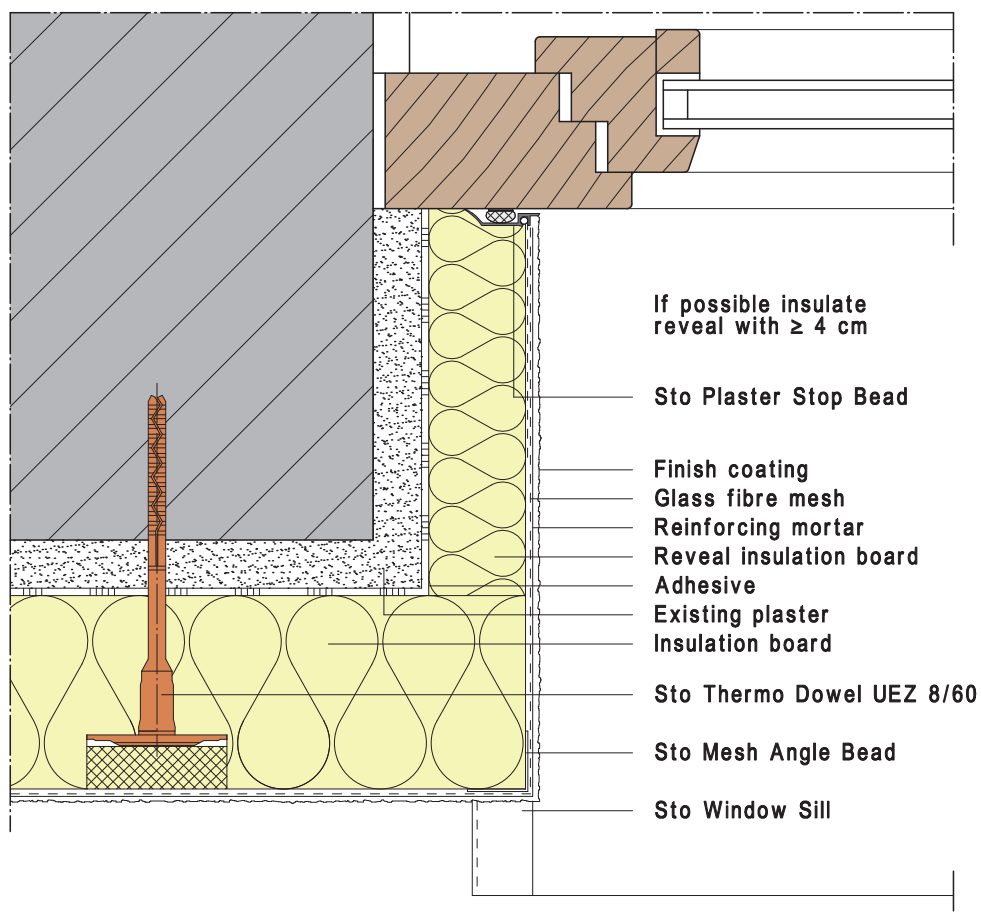 If possible insulate
reveal with ≥ 4 cm
Sto Plaster Stop Bead
Finish coating
Glass fibre mesh
Reinforcing mortar
Reveal insulation board
Adhesive
Existing plaster
Insulation board
Sto Thermo Dowel UEZ 8/60
Sto Mesh Angle Bead
Sto Window Sill